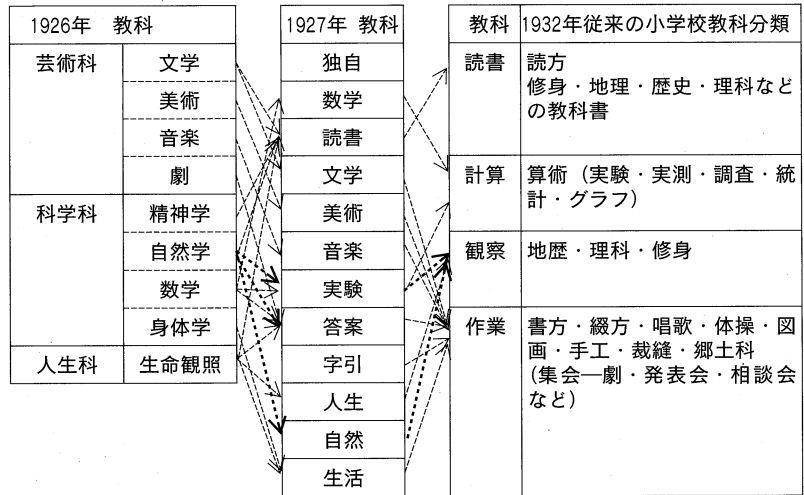 1926年 教科
芸術科
文学
美術
音楽
劇
科学科
精神学
自然学
数学
身体学
人生科
生命観照
1927年 教科
独自
数学
読書
文学
美術
音楽
実験
答案
字引
人生
自然
生活
教科 1932年従来の小学校教科分類
読書
読方
修身・地理・歴史・理科など
の教科書
計算
算術（実験・実測・調査・統
計・グラフ）
観察
地歴・理科・修身
作業
書方・綴方・唱歌・体操・図
画・手工・裁縫・郷土科
(集会―劇・発表会・相談会
など）